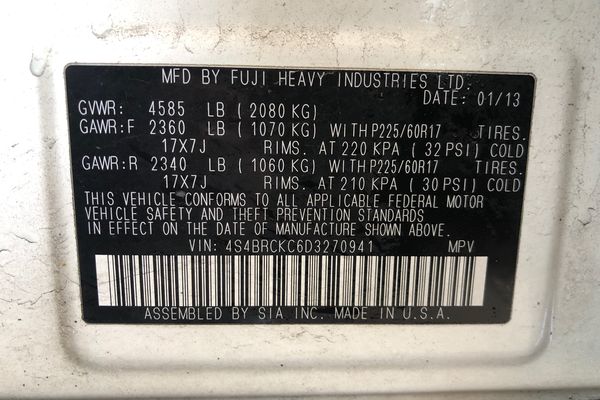 MFD BY FUJI HEAVY INDUSTRIES LTD.
DATE: 01/13
GVWR: 4585 LB ( 2080 KG)
GAWR:F 2360 LB ( 1070 KG) WITH P225/60R17 TIRES.
17X7J RIMS. AT 220 KPA ( 32 PSI) COLD
GAWR:R 2340 LB ( 1060 KG) WITH P225/60R17 TIRES.
17X7J RIMS. AT 210 KPA ( 30 PSI) COLD
THIS VEHICLE CONFORMS TO ALL APPLICABLE FEDERAL MOTOR
VEHICLE SAFETY AND THEFT PREVENTION STANDARDS
IN EFFECT ON THE DATE OF MANUFACTURE SHOWN ABOVE.
VIN: 4S4BRCKC6D3270941 MPV
ASSEMBLED BY SIA INC. MADE IN U.S.A.